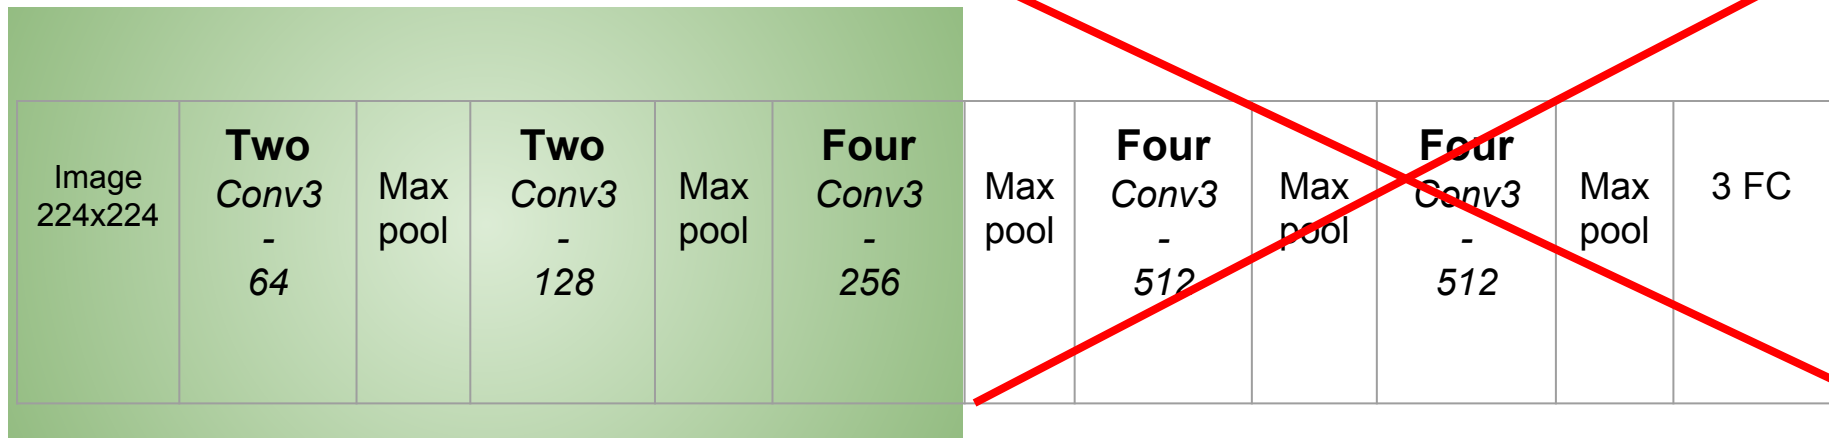 Image
224x224
Two
Conv3
-
64
Max
pool
Two
Conv3
-
128
Max
pool
Four
Conv3
-
256
Max
pool
Four
Conv3
-
512
Max
pool
Four
Conv3
-
512
Max
pool
3 FC